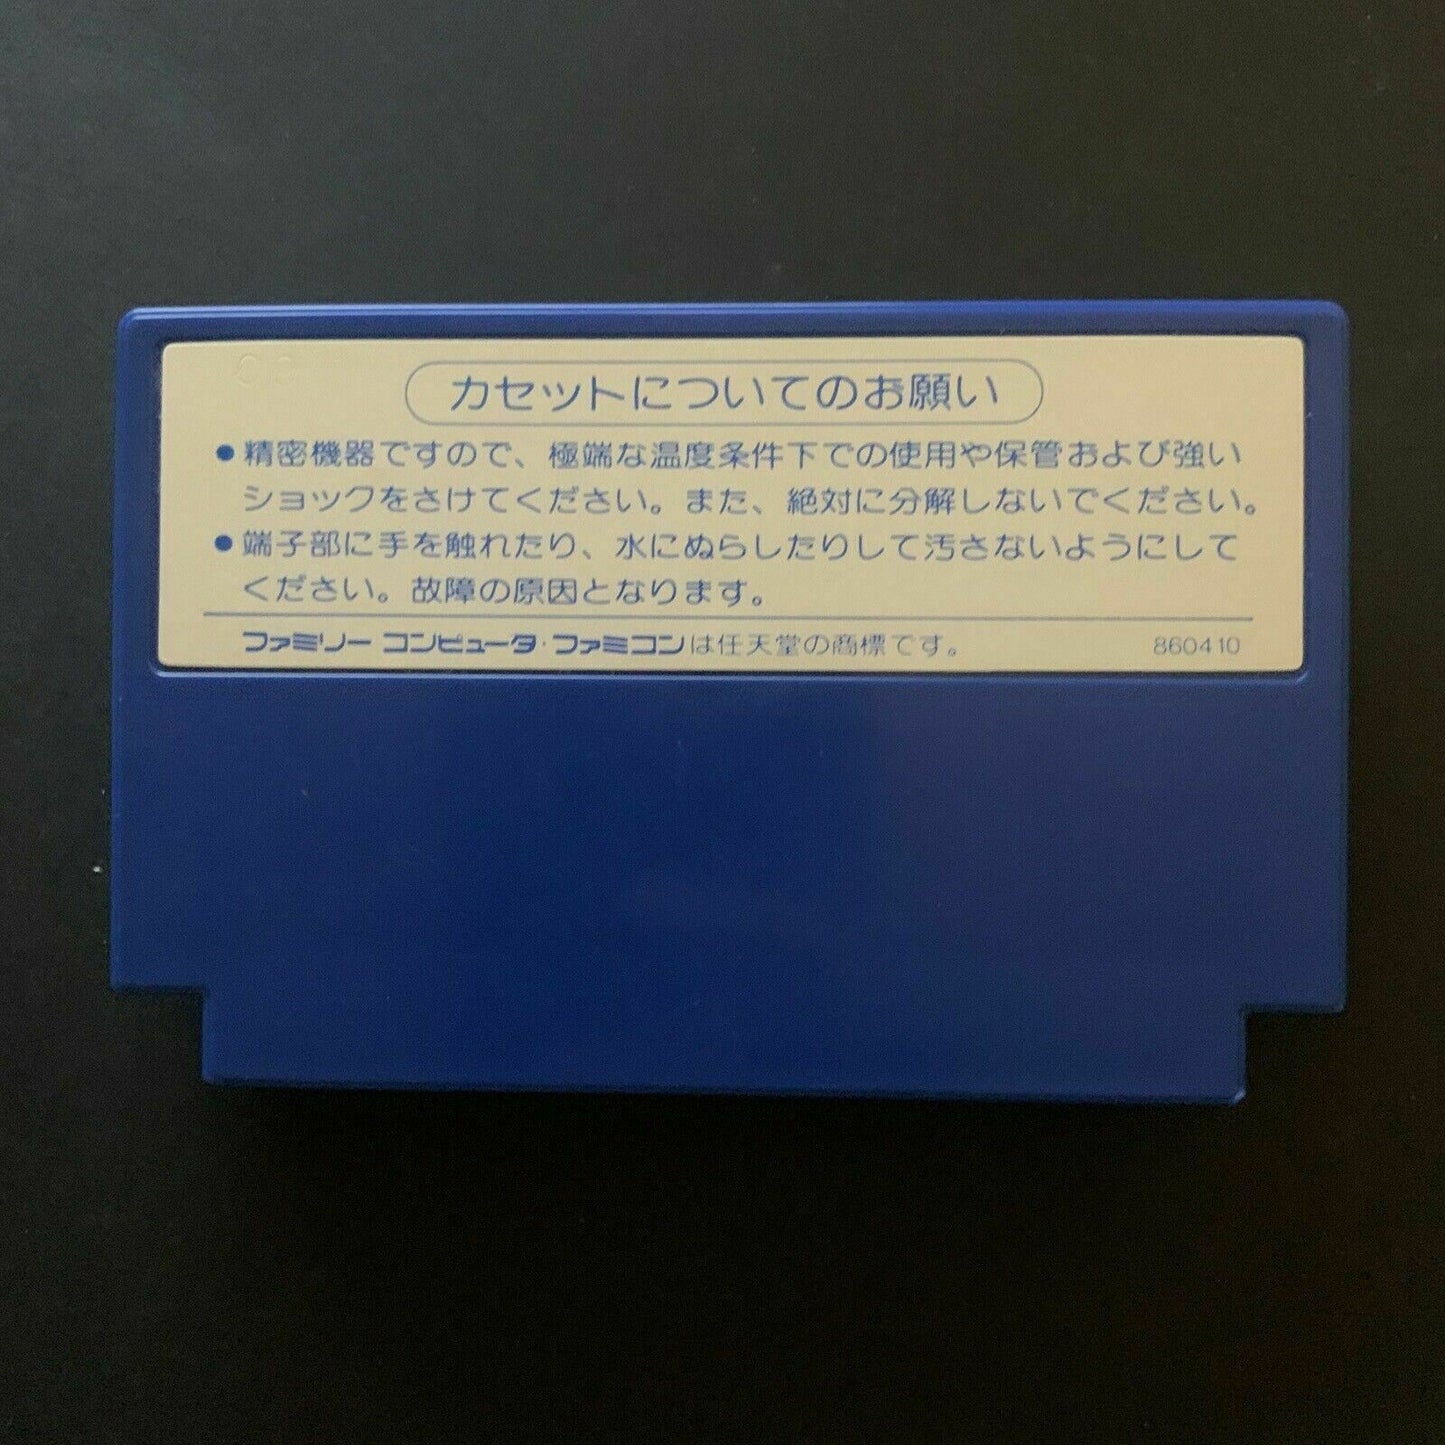 カセットについてのお願い
●精密機器ですので、極端な温度条件下での使用や保管および強い
ショックをさけてください。また、絶対に分解しないでください。
●端子部に手を触れたり、水にぬらしたりして汚さないようにして
ください。故障の原因となります。
ファミリー コンピュータ・ファミコンは任天堂の商標です。 860410